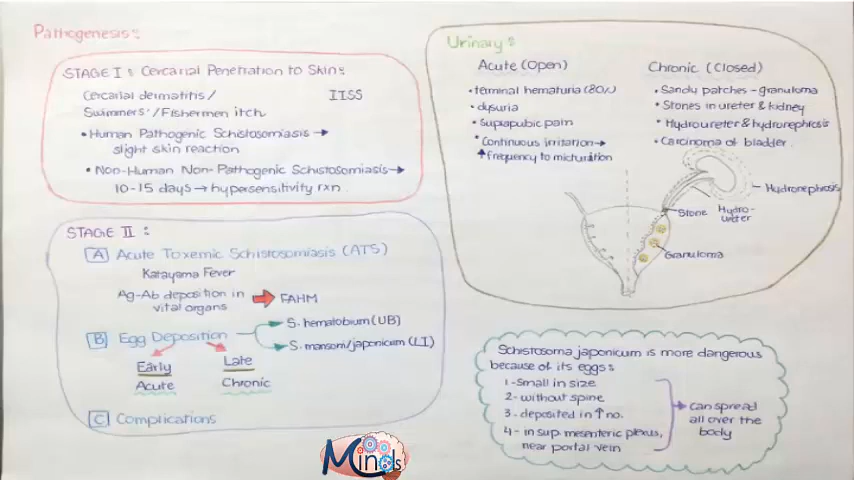 Pathogenesis:
STAGE I: Cercarial Penetration to Skin:
Cercarial dermatitis/ IISS
Swimmers'/Fishermen itch.
• Human Pathogenic Schistosomiasis →
slight skin reaction
• Non-Human Non-Pathogenic Schistosomiasis →
10-15 days → hypersensitivity rxn.
STAGE II:
A Acute Toxemic Schistosomiasis (ATS)
Katayama Fever
Ag-Ab deposition in
vital organs → FAHM
B Egg Deposition
S. hematobium (UB)
S. mansoni/japonicum (LI)
Early Late
Acute Chronic
C Complications
Urinary:
Acute (Open)
• terminal hematuria (80%)
• dysuria
• suprapubic pain
• Continuous irritation →
↑ frequency to micturition
Chronic (Closed)
• Sandy patches - granuloma
• Stones in ureter & kidney
• Hydroureter & hydronephrosis
• Carcinoma of bladder.
Hydronephrosis
Stone
Hydro-
ureter
Granuloma
Schistosoma japonicum is more dangerous
because of its eggs:
1- Small in size
2- without spine
3- deposited in ↑ no.
4- in sup. mesenteric plexus,
near portal vein
can spread
all over the
body
Minds